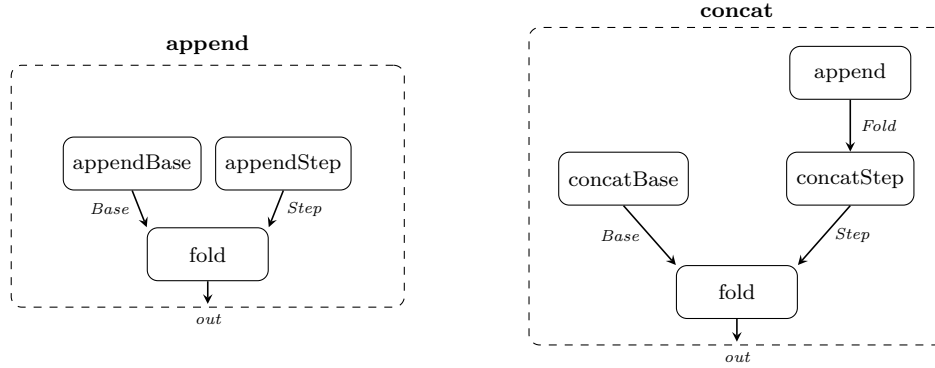 append
appendBase
appendStep
Base
Step
fold
out
concat
append
Fold
concatBase
concatStep
Base
Step
fold
out